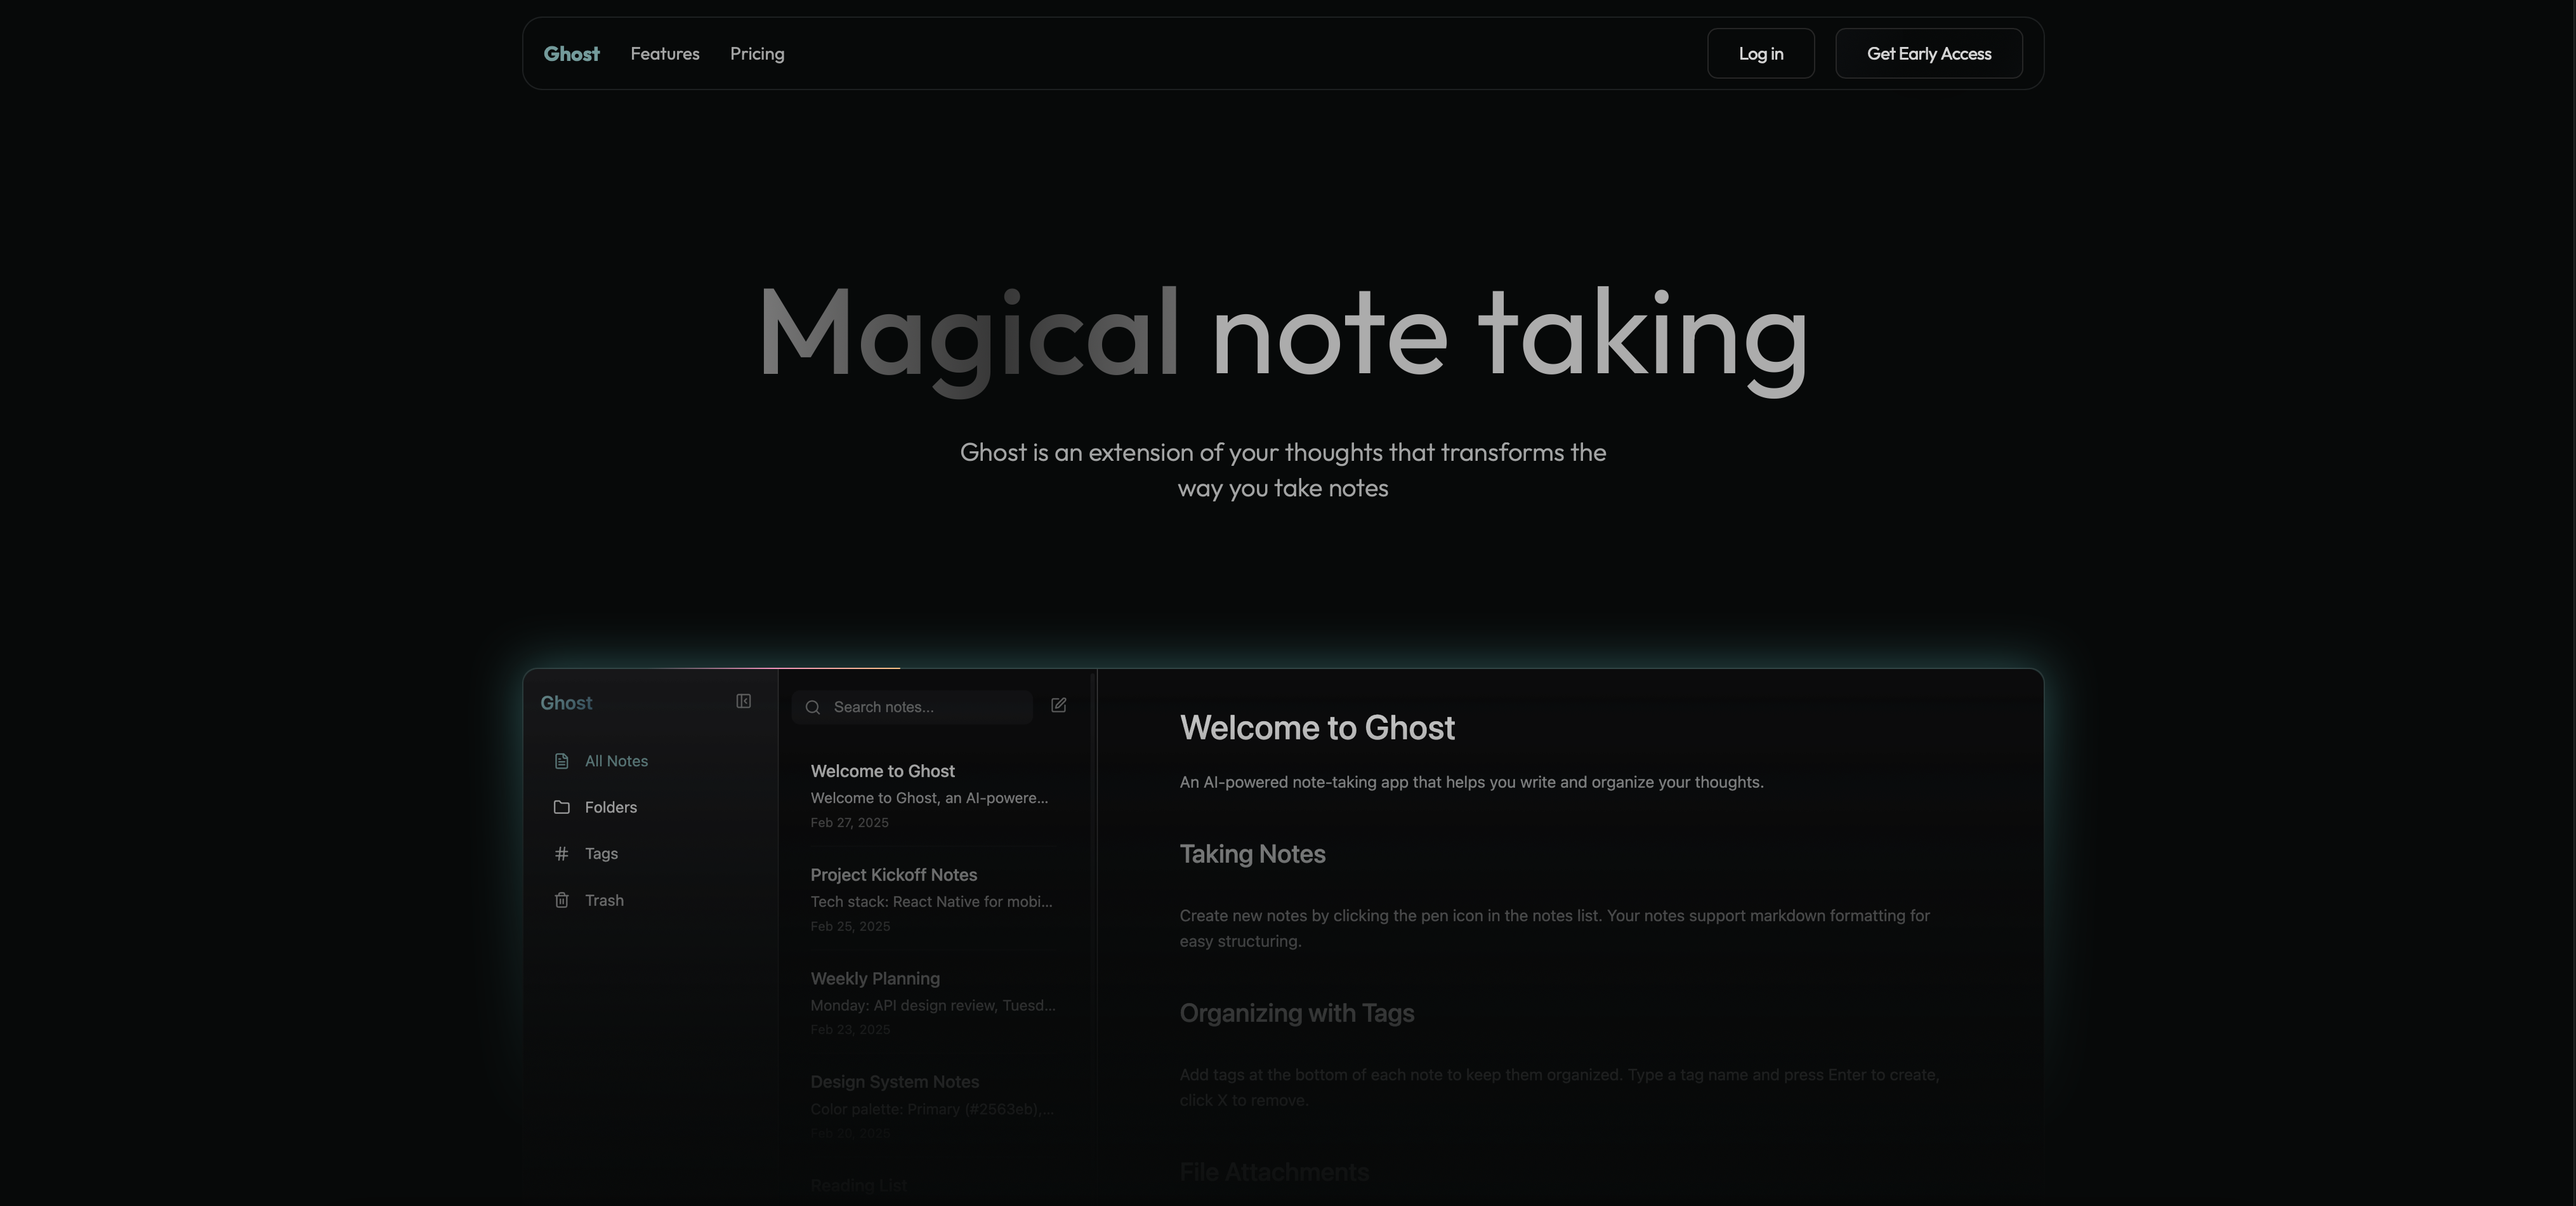 Ghost
Features
Pricing
Log in
Get Early Access
Magical note taking
Ghost is an extension of your thoughts that transforms the
way you take notes
Ghost
All Notes
Folders
Tags
Trash
Search notes...
Welcome to Ghost
Welcome to Ghost, an AI-powere...
Feb 27, 2025
Project Kickoff Notes
Tech stack: React Native for mobi...
Feb 25, 2025
Weekly Planning
Monday: API design review, Tuesd...
Feb 23, 2025
Design System Notes
Color palette: Primary (#2563eb),...
Feb 20, 2025
Reading List
Welcome to Ghost
An AI-powered note-taking app that helps you write and organize your thoughts.
Taking Notes
Create new notes by clicking the pen icon in the notes list. Your notes support markdown formatting for
easy structuring.
Organizing with Tags
Add tags at the bottom of each note to keep them organized. Type a tag name and press Enter to create,
click X to remove.
File Attachments